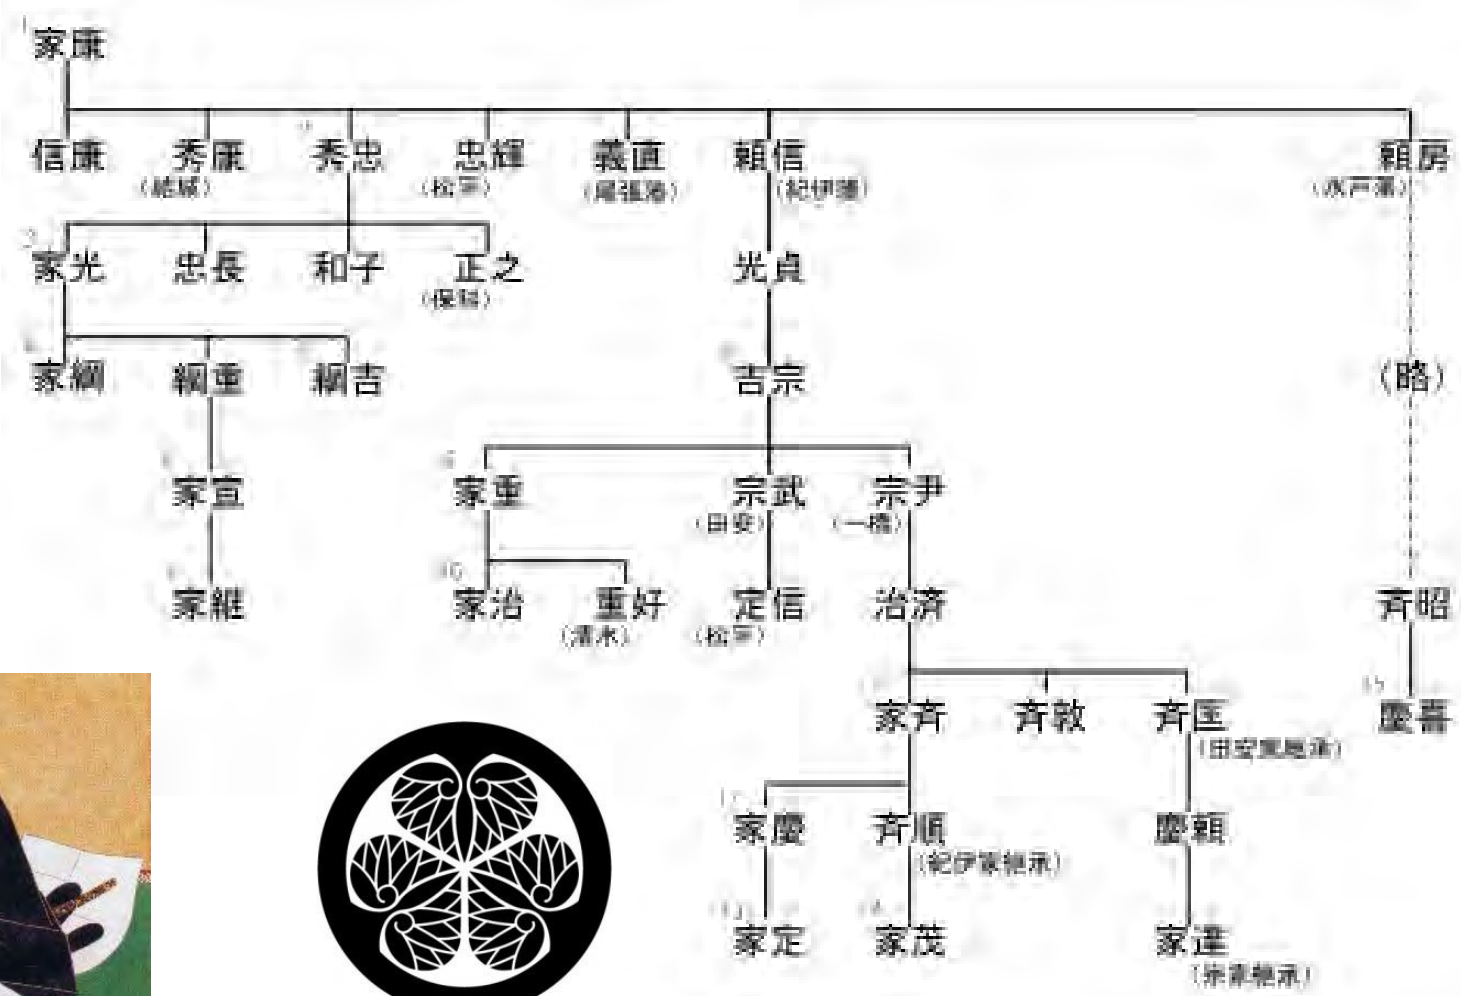 1
家康
信康 秀康 秀忠 忠輝 義直 頼信 頼房
（結城） （松平） （尾張藩） （紀伊藩） （水戸藩）
家光 忠長 和子 正之 光貞
（保科）
家綱 綱重 綱吉 吉宗 （略）
家宣 家重 宗武 宗尹
（田安） （一橋）
10
家継 家治 重好 定信 治済 斉昭
（清水） （松平）
15
家斉 斉敦 斉匡 慶喜
（田安家継承）
家慶 斉順 慶頼
（紀伊家継承）
家定 家茂 家達
（宗家継承）